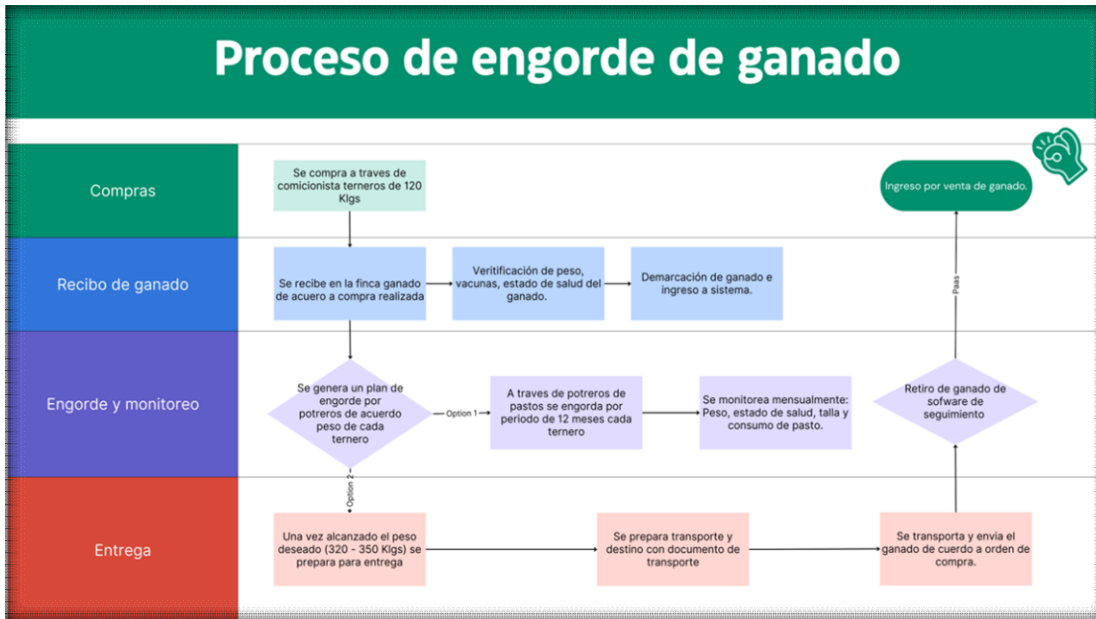 Proceso de engorde de ganado
Compras
Se compra a traves de
comicionista terneros de 120
Klgs
Ingreso por venta de ganado.
Recibo de ganado
Se recibe en la finca ganado
de acuero a compra realizada
Veritificación de peso,
vacunas, estado de salud del
ganado.
Demarcación de ganado e
ingreso a sistema.
Paas
Engorde y monitoreo
Se genera un plan de
engorde por
potreros de acuerdo
peso de cada
ternero
Option 1
A traves de potreros de
pastos se engorda por
periodo de 12 meses cada
ternero
Se monitorea mensualmente:
Peso, estado de salud, talla y
consumo de pasto.
Retiro de ganado de
sofware de
seguimiento
Option 2
Entrega
Una vez alcanzado el peso
deseado (320 - 350 Klgs) se
prepara para entrega
Se prepara transporte y
destino con documento de
transporte
Se transporta y envia el
ganado de cuerdo a orden de
compra.